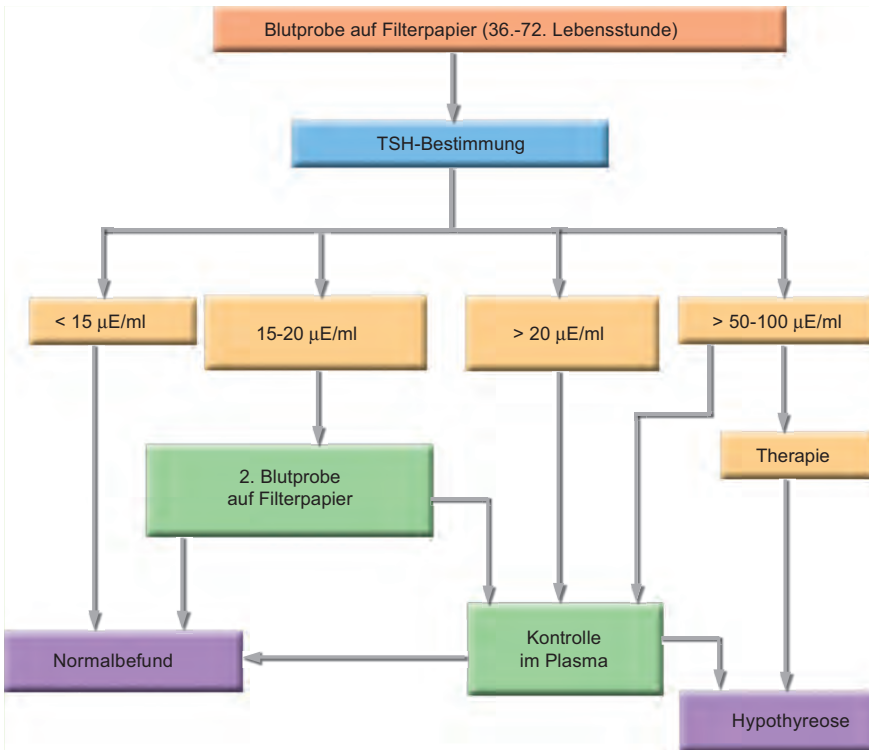 Blutprobe auf Filterpapier (36.-72. Lebensstunde)
TSH-Bestimmung
< 15 µE/ml
15-20 µE/ml
> 20 µE/ml
> 50-100 µE/ml
Therapie
2. Blutprobe
auf Filterpapier
Kontrolle
im Plasma
Normalbefund
Hypothyreose